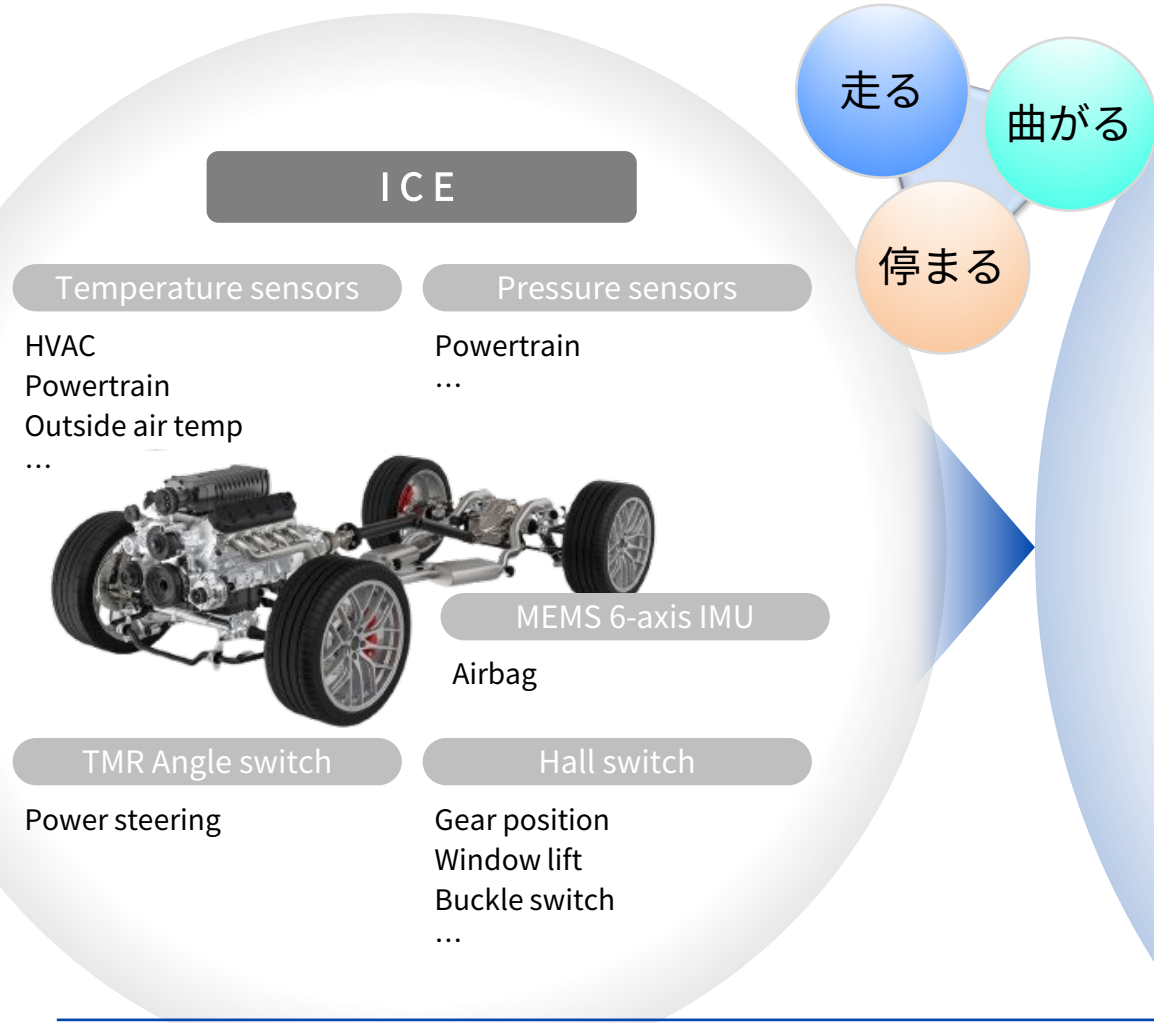 走る
曲がる
停まる
ICE
Temperature sensors
HVAC
Powertrain
Outside air temp
…
Pressure sensors
Powertrain
…
MEMS 6-axis IMU
Airbag
TMR Angle switch
Power steering
Hall switch
Gear position
Window lift
Buckle switch
…